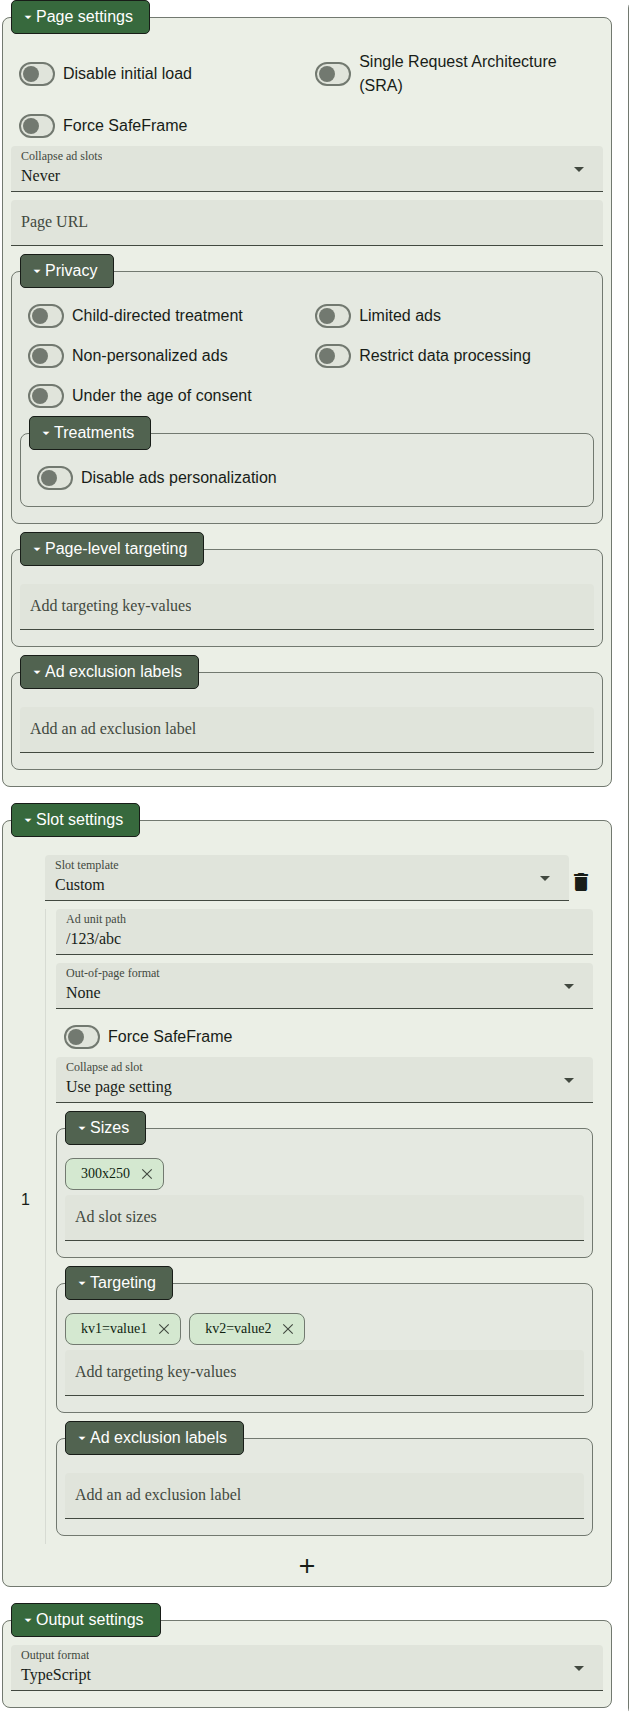 Page settings
Disable initial load
Single Request Architecture
(SRA)
Force SafeFrame
Collapse ad slots
Never
Page URL
Privacy
Child-directed treatment
Limited ads
Non-personalized ads
Restrict data processing
Under the age of consent
Treatments
Disable ads personalization
Page-level targeting
Add targeting key-values
Ad exclusion labels
Add an ad exclusion label
Slot settings
Slot template
Custom
Ad unit path
/123/abc
Out-of-page format
None
Force SafeFrame
Collapse ad slot
Use page setting
Sizes
300x250
1
Ad slot sizes
Targeting
kv1=value1
kv2=value2
Add targeting key-values
Ad exclusion labels
Add an ad exclusion label
+
Output settings
Output format
TypeScript